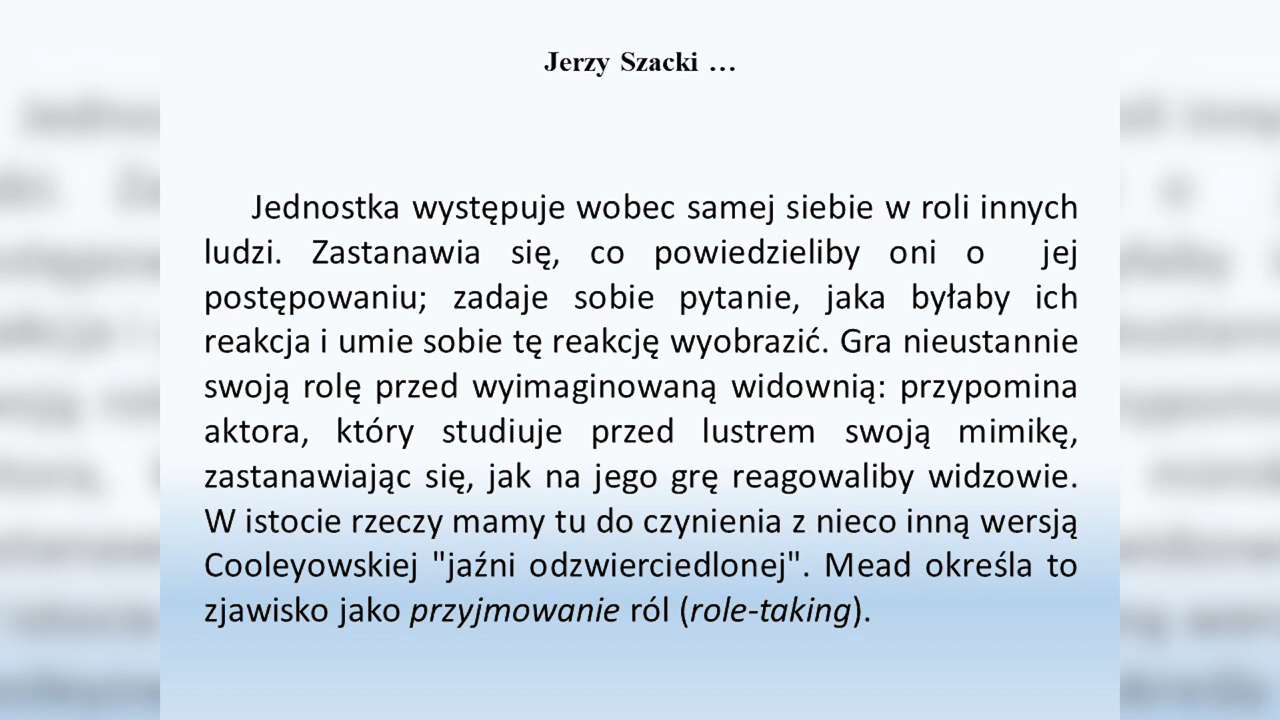 Jerzy Szacki …
Jednostka występuje wobec samej siebie w roli innych
ludzi. Zastanawia się, co powiedzieliby oni o jej
postępowaniu; zadaje sobie pytanie, jaka byłaby ich
reakcja i umie sobie tę reakcję wyobrazić. Gra nieustannie
swoją rolę przed wyimaginowaną widownią: przypomina
aktora, który studiuje przed lustrem swoją mimikę,
zastanawiając się, jak na jego grę reagowaliby widzowie.
W istocie rzeczy mamy tu do czynienia z nieco inną wersją
Cooleyowskiej "jaźni odzwierciedlonej". Mead określa to
zjawisko jako przyjmowanie ról (role-taking).